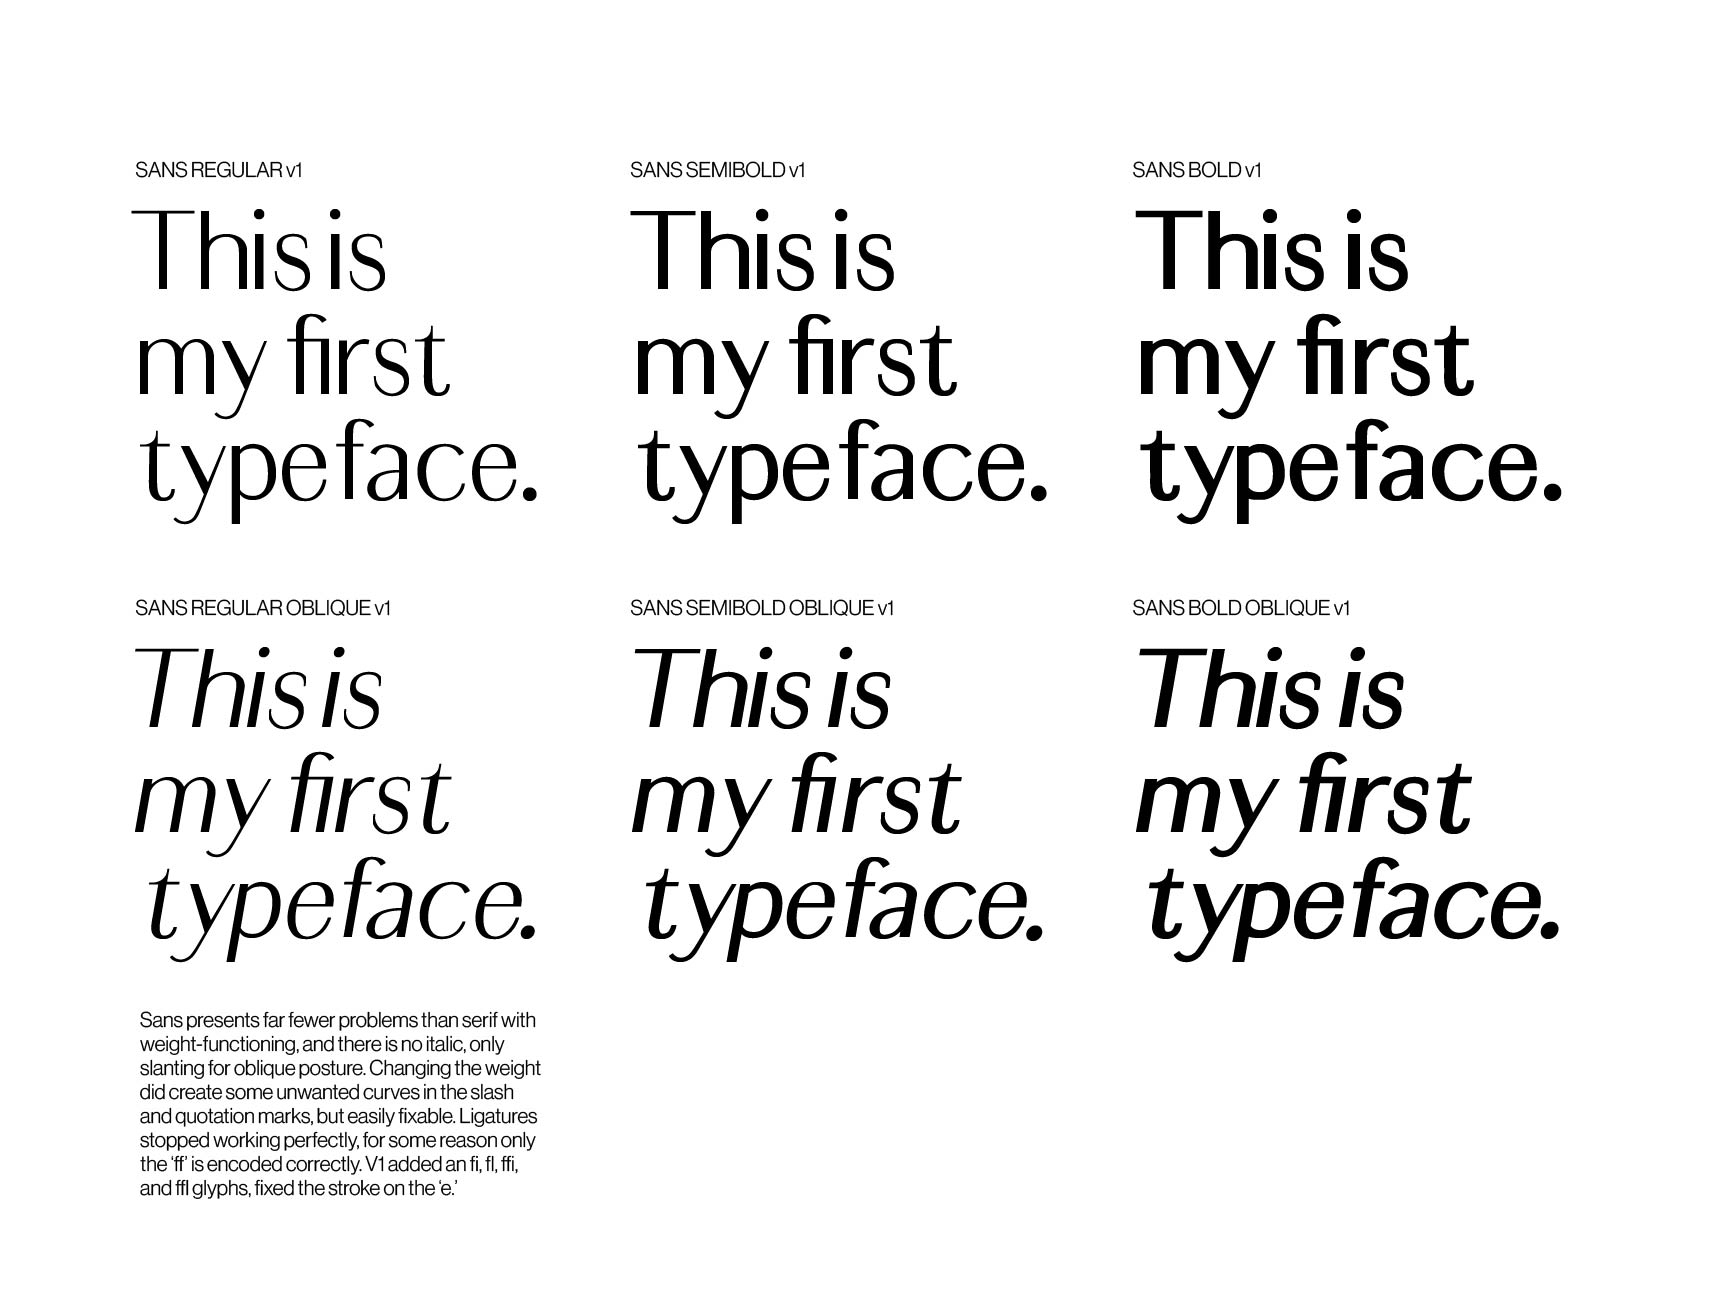 SANS REGULAR v1
This is
my first
typeface.
SANS SEMIBOLD v1
This is
my first
typeface.
SANS BOLD v1
This is
my first
typeface.
SANS REGULAR OBLIQUE v1
This is
my first
typeface.
SANS SEMIBOLD OBLIQUE v1
This is
my first
typeface.
SANS BOLD OBLIQUE v1
This is
my first
typeface.
Sans presents far fewer problems than serif with
weight-functioning, and there is no italic, only
slanting for oblique posture. Changing the weight
did create some unwanted curves in the slash
and quotation marks, but easily fixable. Ligatures
stopped working perfectly, for some reason only
the ‘ff’ is encoded correctly. V1 added an fi, fl, ffi,
and ffl glyphs, fixed the stroke on the ‘e.’